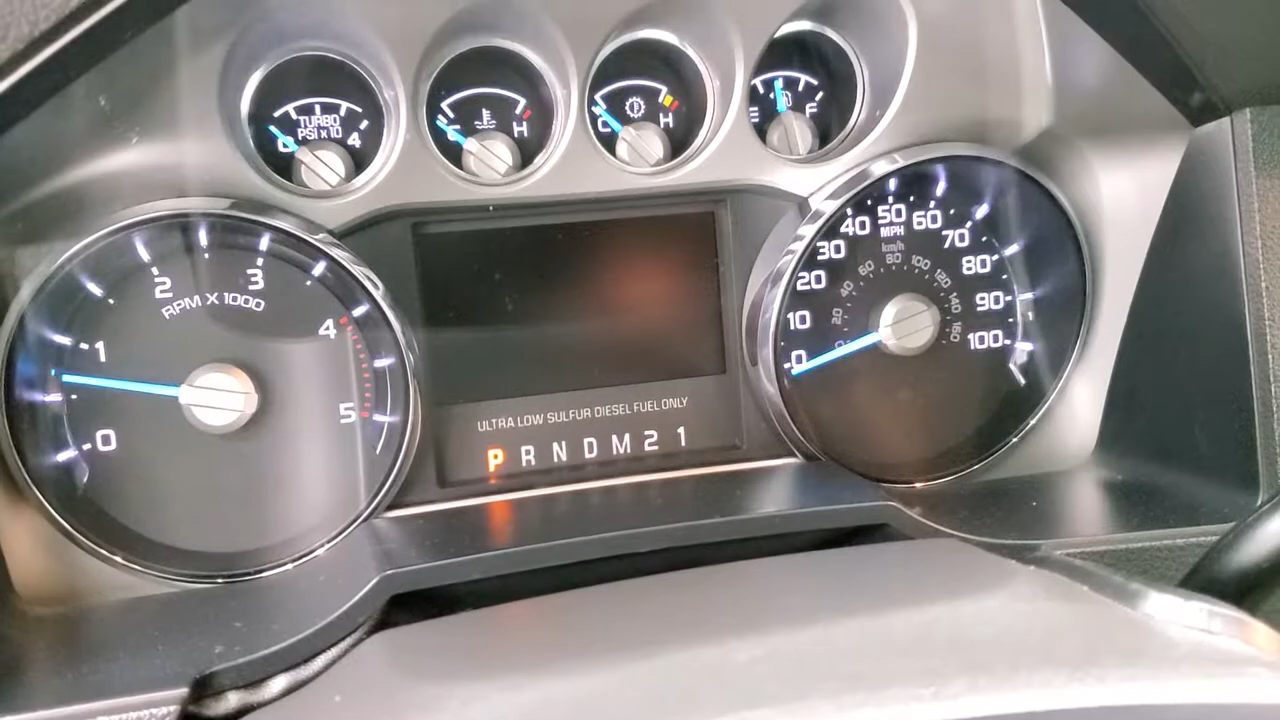 TURBO
PSI x 10
0 4
C H
C H
E F
0 1 2 3 4 5
RPM X 1000
0 10 20 30 40 50 60 70 80 90 100
MPH
km/h
20 40 60 80 100 120 140
ULTRA LOW SULFUR DIESEL FUEL ONLY
P R N D M 2 1